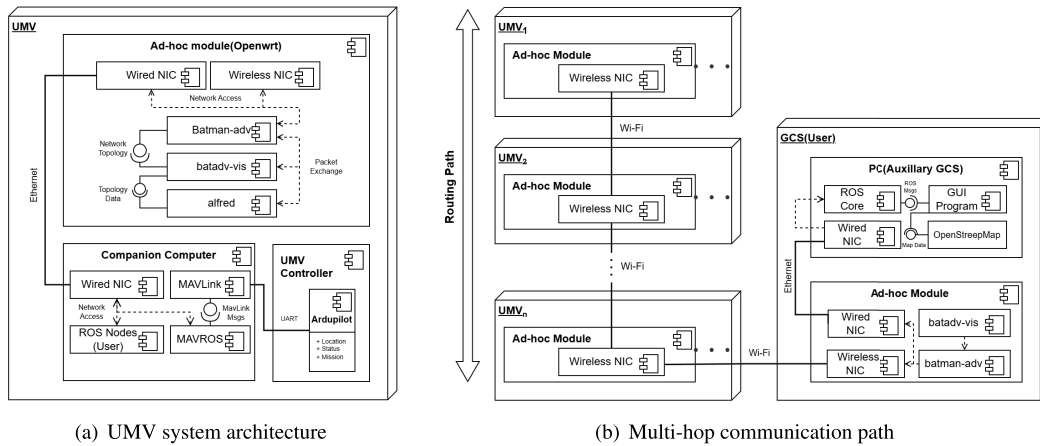 UMV
Ad-hoc module(Openwrt)
Wired NIC
Wireless NIC
Network Access
Batman-adv
Network
Topology
batadv-vis
Packet
Exchange
Topology
Data
alfred
Ethernet
Companion Computer
Wired NIC
MAVLink
Network
Access
MavLink
Msgs
ROS Nodes
(User)
MAVROS
UMV
Controller
UART
Ardupilot
+ Location
+ Status
+ Mission
(a) UMV system architecture
Routing Path
UMV1
Ad-hoc Module
Wireless NIC
Wi-Fi
UMV2
Ad-hoc Module
Wireless NIC
Wi-Fi
UMVn
Ad-hoc Module
Wireless NIC
Wi-Fi
GCS(User)
PC(Auxillary GCS)
ROS
Core
ROS
Msgs
GUI
Program
Wired
NIC
Map Data
OpenStreepMap
Ethernet
Ad-hoc Module
Wired
NIC
batadv-vis
Wireless
NIC
batman-adv
(b) Multi-hop communication path